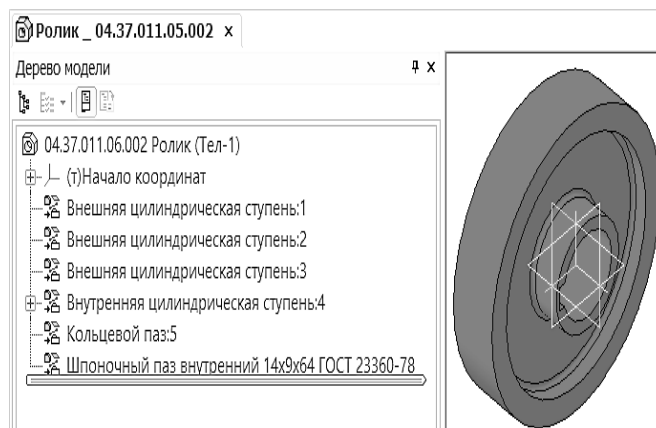 Ролик _ 04.37.011.05.002 ×
Дерево модели
04.37.011.06.002 Ролик (Тел-1)
(т)Начало координат
Внешняя цилиндрическая ступень:1
Внешняя цилиндрическая ступень:2
Внешняя цилиндрическая ступень:3
Внутренняя цилиндрическая ступень:4
Кольцевой паз:5
Шпоночный паз внутренний 14х9х64 ГОСТ 23360-78